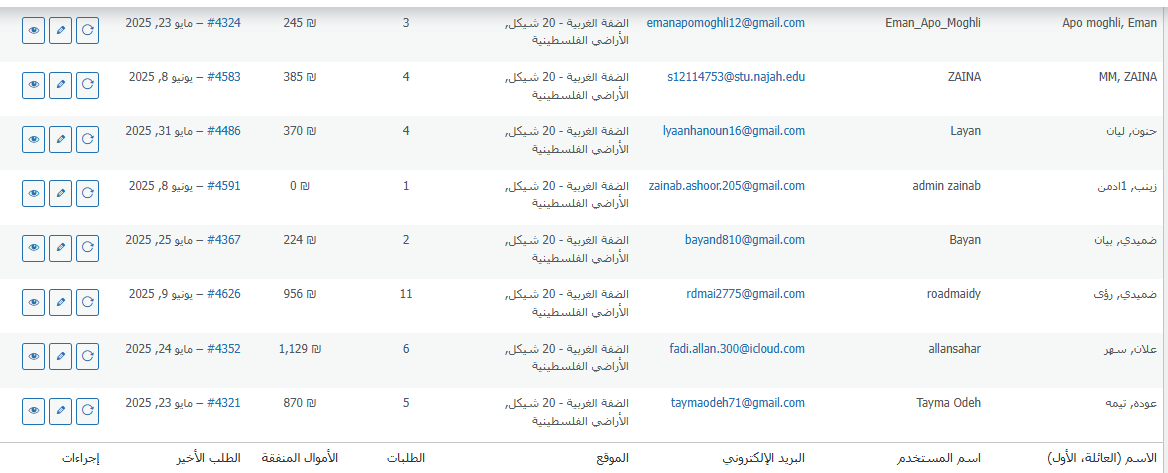 Apo moghli, Eman Eman_Apo_Moghli emanapomoghli12@gmail.com الضفة الغربية - 20 شيكل, 3 ₪ 245 #4324 – مايو 23, 2025
الأراضي الفلسطينية
MM, ZAINA ZAINA s12114753@stu.najah.edu الضفة الغربية - 20 شيكل, 4 ₪ 385 #4583 – يونيو 8, 2025
الأراضي الفلسطينية
حنون, ليان Layan lyaanhanoun16@gmail.com الضفة الغربية - 20 شيكل, 4 ₪ 370 #4486 – مايو 31, 2025
الأراضي الفلسطينية
زينب, 1ادمن admin zainab zainab.ashoor.205@gmail.com الضفة الغربية - 20 شيكل, 1 ₪ 0 #4591 – يونيو 8, 2025
الأراضي الفلسطينية
ضميدي, بيان Bayan bayand810@gmail.com الضفة الغربية - 20 شيكل, 2 ₪ 224 #4367 – مايو 25, 2025
الأراضي الفلسطينية
ضميدي, رؤى roadmaidy rdmai2775@gmail.com الضفة الغربية - 20 شيكل, 11 ₪ 956 #4626 – يونيو 9, 2025
الأراضي الفلسطينية
علان, سهر allansahar fadi.allan.300@icloud.com الضفة الغربية - 20 شيكل, 6 ₪ 1,129 #4352 – مايو 24, 2025
الأراضي الفلسطينية
عودة, تيمه Tayma Odeh taymaodeh71@gmail.com الضفة الغربية - 20 شيكل, 5 ₪ 870 #4321 – مايو 23, 2025
الأراضي الفلسطينية
الاسم (العائلة، الأول) اسم المستخدم البريد الإلكتروني الموقع الطلبات الأموال المنفقة الطلب الأخير إجراءات